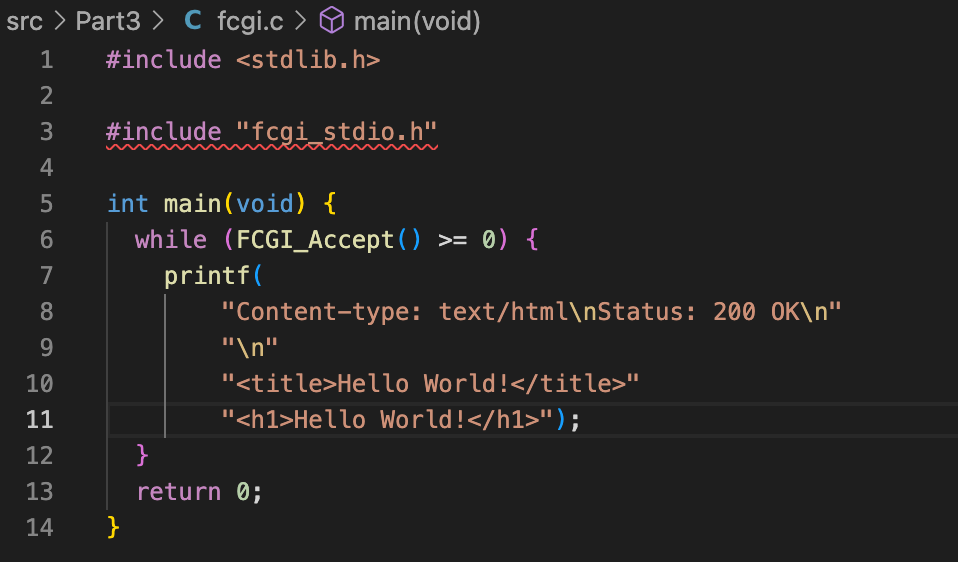 src > Part3 > C fcgi.c > main(void)
1 #include <stdlib.h>
2
3 #include "fcgi_stdio.h"
4
5 int main(void) {
6   while (FCGI_Accept() >= 0) {
7     printf(
8         "Content-type: text/html\nStatus: 200 OK\n"
9         "\n"
10         "<title>Hello World!</title>"
11         "<h1>Hello World!</h1>");
12   }
13   return 0;
14 }